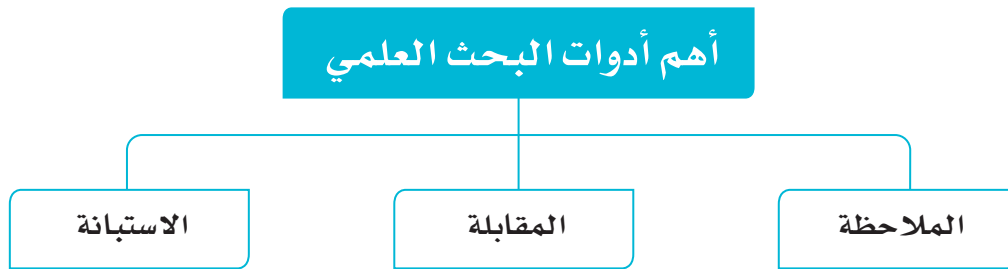 أهم أدوات البحث العلمي
الملاحظة
المقابلة
الاستبانة